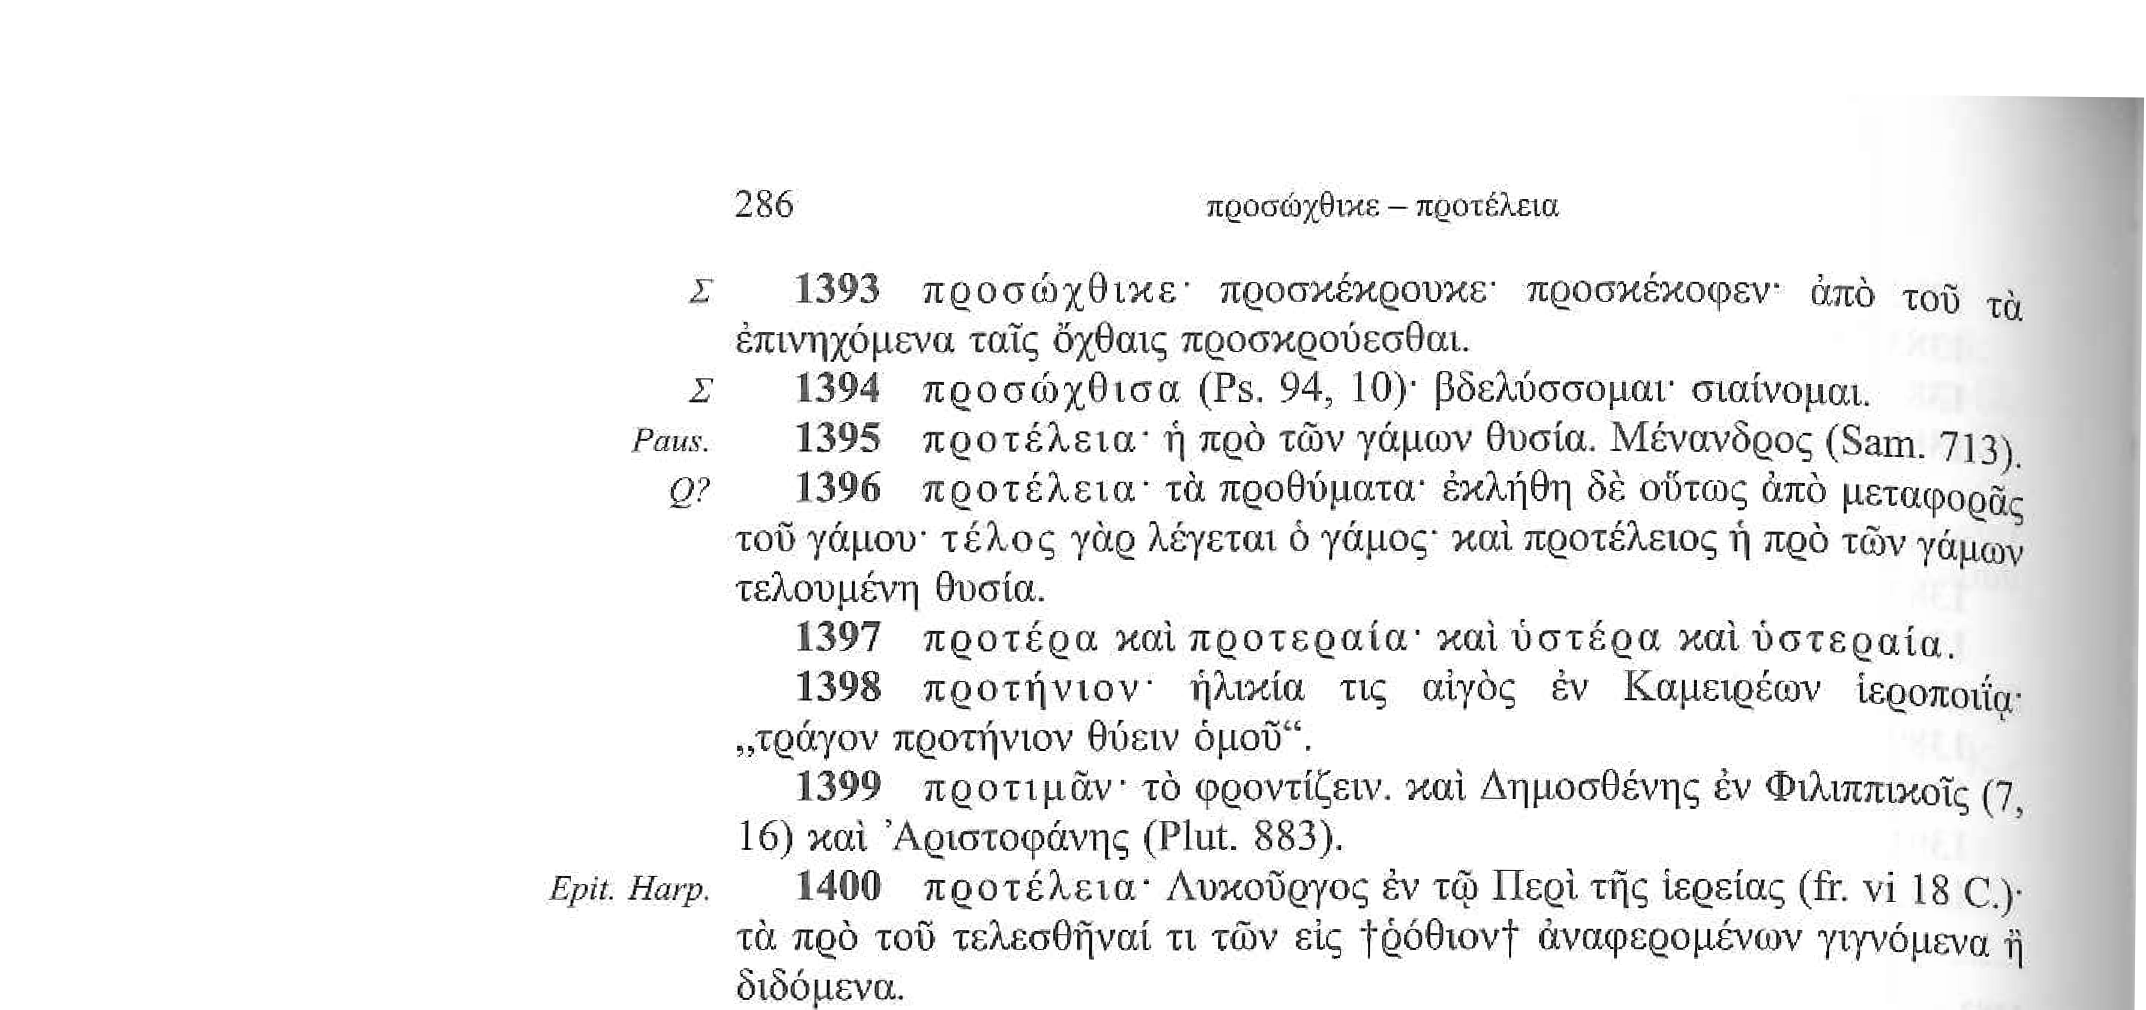 286 προσώχθικε – προτέλεια
Σ 1393 προσώχθικε· προσκέκρουκε· προσκέκοφεν· ἀπὸ τοῦ τὰ
ἐπινηχόμενα ταῖς ὄχθαις προσκρούεσθαι.
Σ 1394 προσώχθισα (Ps. 94, 10)· βδελύσσομαι· σιαίνομαι.
Paus. 1395 προτέλεια· ἡ πρὸ τῶν γάμων θυσία. Μένανδρος (Sam. 713).
Q? 1396 προτέλεια· τὰ προθύματα· ἐκλήθη δὲ οὕτως ἀπὸ μεταφορᾶς
τοῦ γάμου· τέλος γὰρ λέγεται ὁ γάμος· καὶ προτέλειος ἡ πρὸ τῶν γάμων
τελουμένη θυσία.
1397 προτέρα καὶ προτεραία· καὶ ὑστέρα καὶ ὑστεραία.
1398 προτήνιον· ἡλικία τις αἰγὸς ἐν Καμειρέων ἱεροποιΐᾳ·
„τράγον προτήνιον θύειν ὁμοῦ“.
1399 προτιμᾶν· τὸ φροντίζειν. καὶ Δημοσθένης ἐν Φιλιππικοῖς (7,
16) καὶ Ἀριστοφάνης (Plut. 883).
Epit. Harp. 1400 προτέλεια· Λυκοῦργος ἐν τῷ Περὶ τῆς ἱερείας (fr. vi 18 C.)·
τὰ πρὸ τοῦ τελεσθῆναί τι τῶν εἰς †ῥόθιον† ἀναφερομένων γιγνόμενα ἢ
διδόμενα.